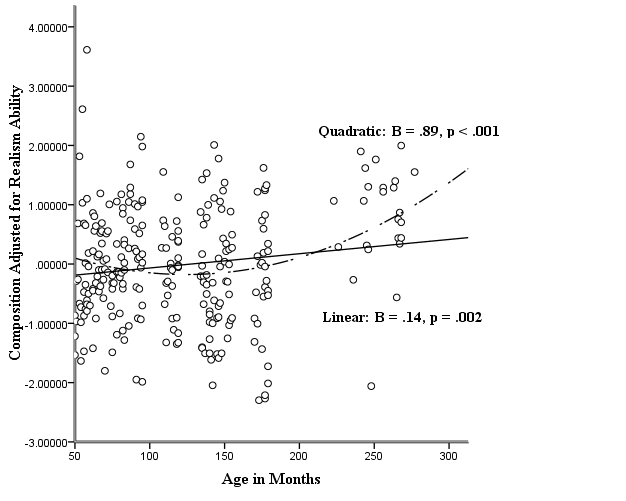 4.00000
3.00000
2.00000
1.00000
.00000
-1.00000
-2.00000
-3.00000
Composition Adjusted for Realism Ability
Quadratic: B = .89, p < .001
Linear: B = .14, p = .002
50 100 150 200 250 300
Age in Months